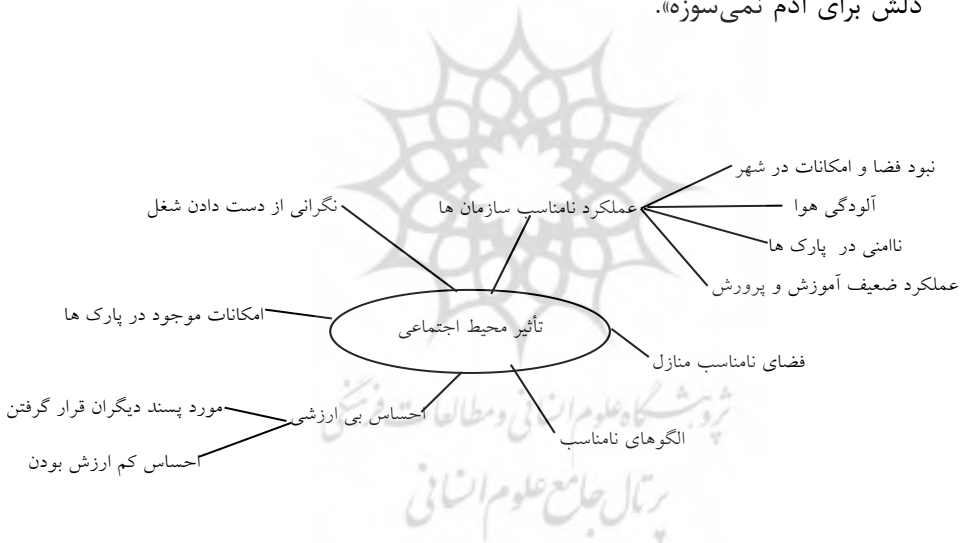 دلش برای آدم نمی‌سوزه».
نبود فضا و امکانات در شهر
آلودگی هوا
نگرانی از دست دادن شغل
عملکرد نامناسب سازمان ها
ناامنی در پارک ها
عملکرد ضعیف آموزش و پرورش
امکانات موجود در پارک ها
تأثیر محیط اجتماعی
فضای نامناسب منازل
مورد پسند دیگران قرار گرفتن
احساس بی ارزشی
الگوهای نامناسب
احساس کم ارزش بودن
پژوهشگاه علوم انسانی و مطالعات فرهنگی
پرتال جامع علوم انسانی